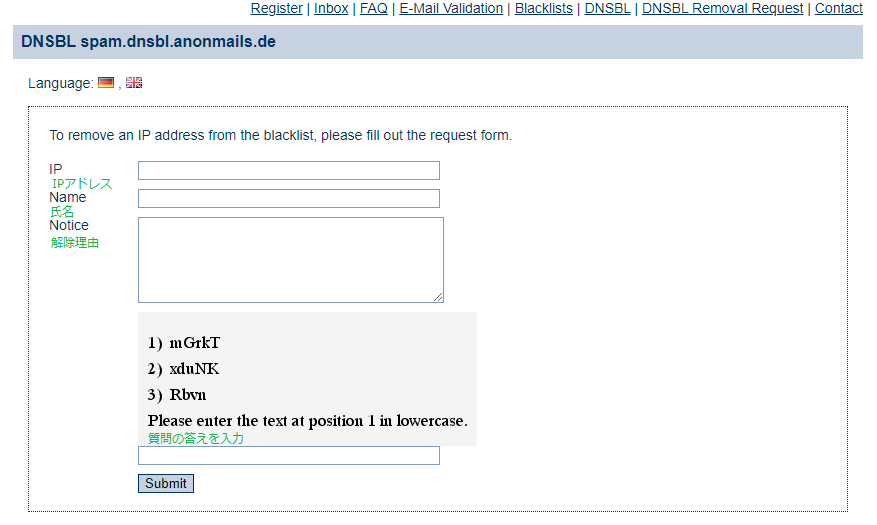 Register | Inbox | FAQ | E-Mail Validation | Blacklists | DNSBL | DNSBL Removal Request | Contact
DNSBL spam.dnsbl.anonmails.de
Language: ,
To remove an IP address from the blacklist, please fill out the request form.
IP
IPアドレス
Name
氏名
Notice
解除理由
1) mGrkT
2) xduNK
3) Rbvn
Please enter the text at position 1 in lowercase.
質問の答えを入力
Submit